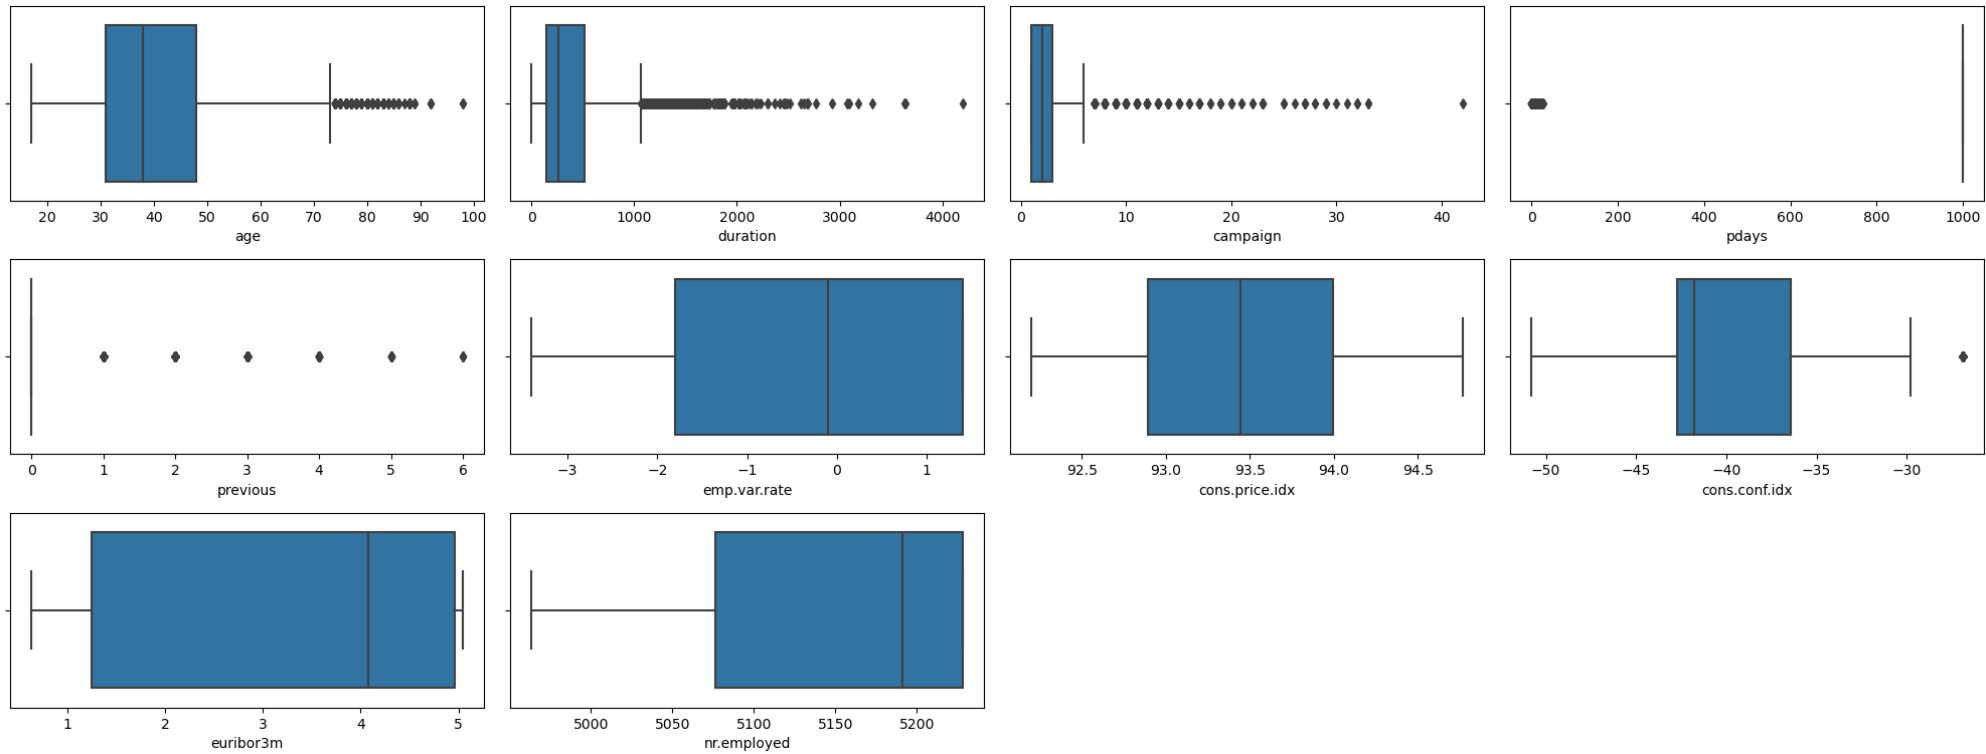 20 30 40 50 60 70 80 90 100
age
0 1000 2000 3000 4000
duration
0 10 20 30 40
campaign
0 200 400 600 800 1000
pdays
0 1 2 3 4 5 6
previous
−3 −2 −1 0 1
emp.var.rate
92.5 93.0 93.5 94.0 94.5
cons.price.idx
−50 −45 −40 −35 −30
cons.conf.idx
1 2 3 4 5
euribor3m
5000 5050 5100 5150 5200
nr.employed